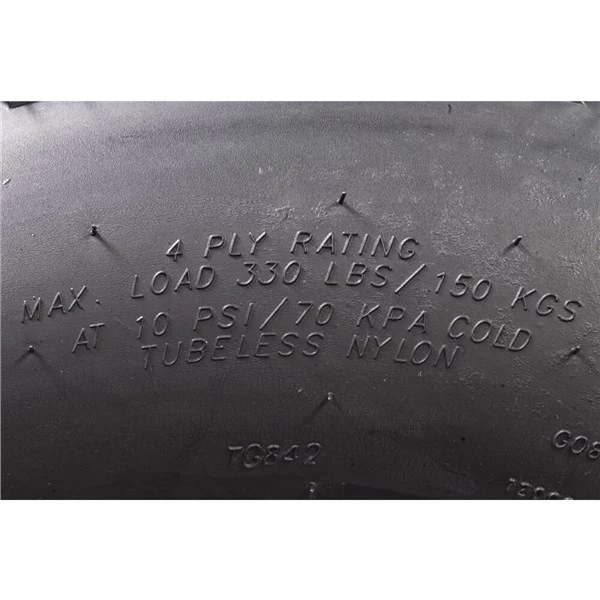 4 PLY RATING
MAX. LOAD 330 LBS/150 KGS
AT 10 PSI/70 KPA COLD
TUBELESS NYLON
TG842